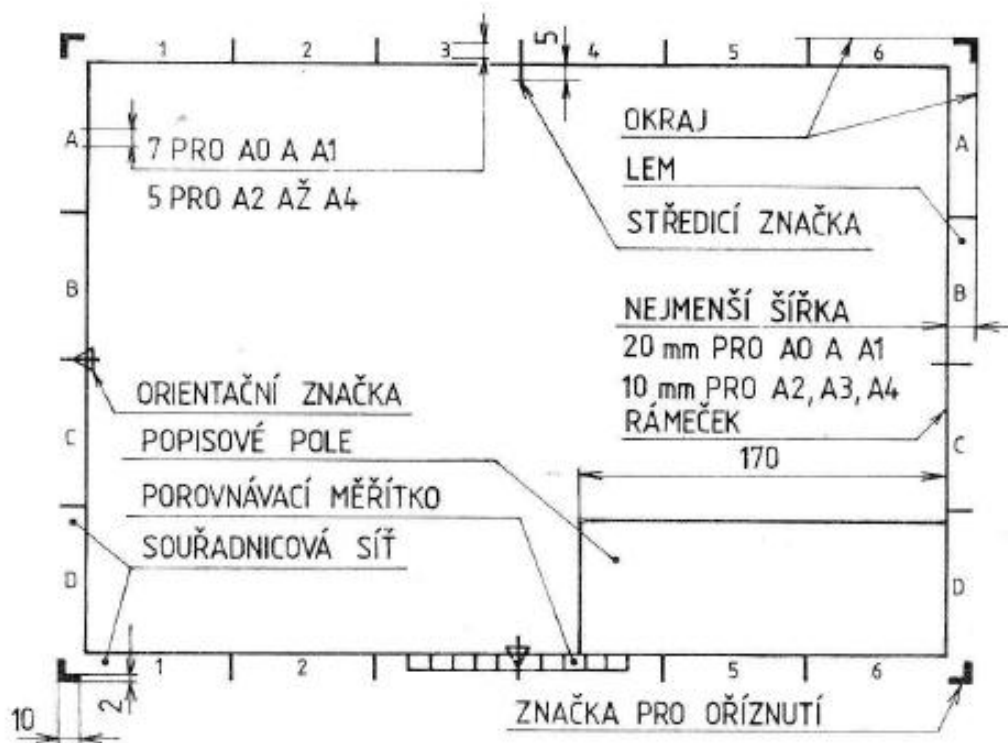 1 2 3 5 4 5 6
A
7 PRO A0 A A1
5 PRO A2 AŽ A4
OKRAJ
A
LEM
STŘEDICÍ ZNAČKA
B
B
NEJMENŠÍ ŠÍŘKA
20 mm PRO A0 A A1
10 mm PRO A2, A3, A4
RÁMEČEK
ORIENTAČNÍ ZNAČKA
C
C
POPISOVÉ POLE
170
POROVNÁVACÍ MĚŘÍTKO
SOUŘADNICOVÁ SÍŤ
D
D
1 2 5 6
10
2
ZNAČKA PRO OŘÍZNUTÍ